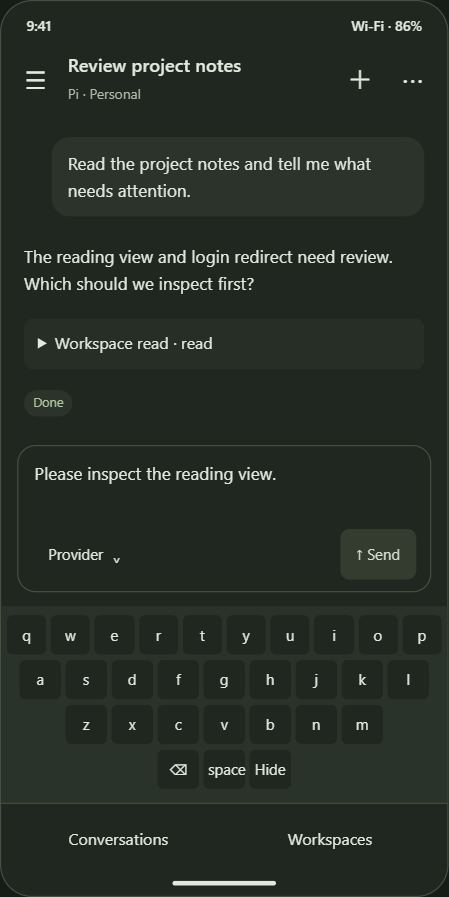 9:41 Wi-Fi · 86%
☰ Review project notes + ...
Pi · Personal
Read the project notes and tell me what
needs attention.
The reading view and login redirect need review.
Which should we inspect first?
▶ Workspace read · read
Done
Please inspect the reading view.
Provider ⌄ ↑ Send
q w e r t y u i o p
a s d f g h j k l
z x c v b n m
⌫ space Hide
Conversations Workspaces